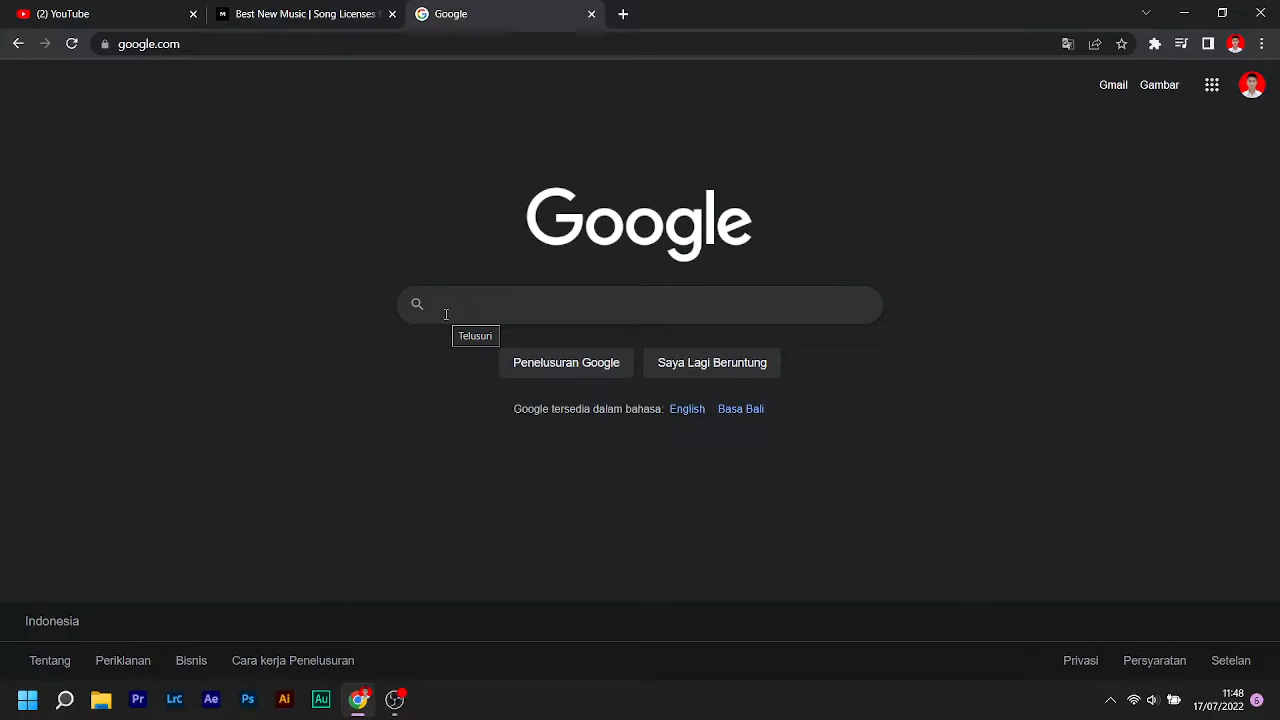 (2) YouTube
Best New Music | Song Licenses f
Google
google.com
Gmail
Gambar
Google
Telusuri
Penelusuran Google
Saya Lagi Beruntung
Google tersedia dalam bahasa: English Basa Bali
Indonesia
Tentang
Periklanan
Bisnis
Cara kerja Penelusuran
Privasi
Persyaratan
Setelan
Pr
Lrc
Ae
Ps
Ai
Au
11:48
17/07/2022
6